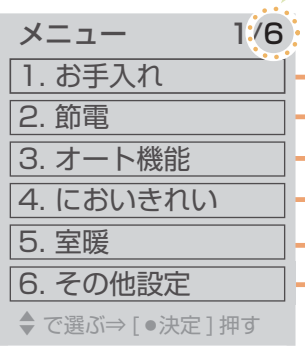 メニュー 1/6
1. お手入れ
2. 節電
3. オート機能
4. においきれい
5. 室暖
6. その他設定
◆で選ぶ⇒[●決定]押す